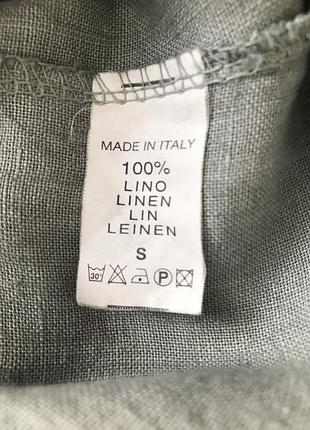 MADE IN ITALY
100%
LINO
LINEN
LIN
LEINEN
S
30° P